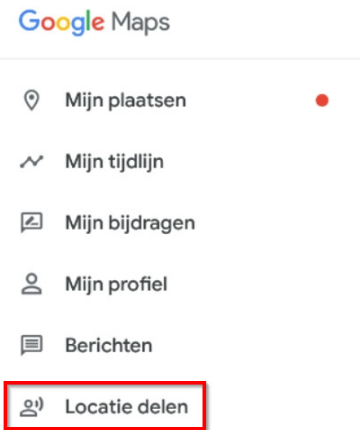 Google Maps
Mijn plaatsen
Mijn tijdlijn
Mijn bijdragen
Mijn profiel
Berichten
Locatie delen